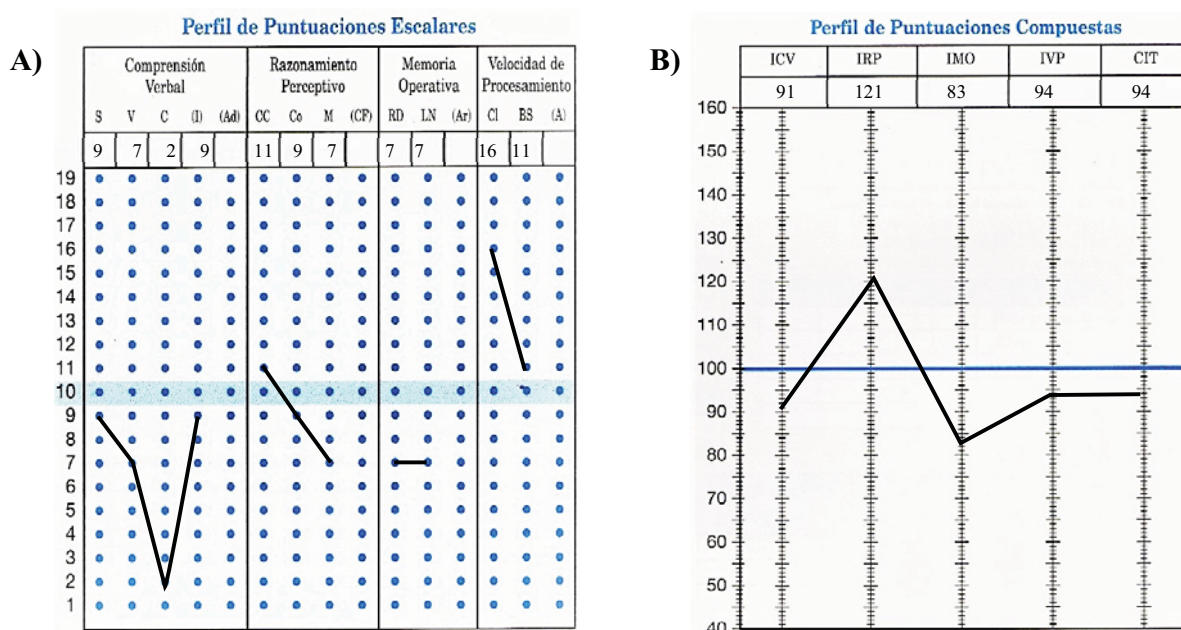 A)
Perfil de Puntuaciones Escalares
Comprensión Verbal
Razonamiento Perceptivo
Memoria Operativa
Velocidad de Procesamiento
S V C (I) (Ad) CC Co M (CF) RD LN (Ar) Cl BS (A)
9 7 2 9 11 9 7 7 7 16 11
19
18
17
16
15
14
13
12
11
10
9
8
7
6
5
4
3
2
1
B)
Perfil de Puntuaciones Compuestas
ICV IRP IMO IVP CIT
91 121 83 94 94
160
150
140
130
120
110
100
90
80
70
60
50
40